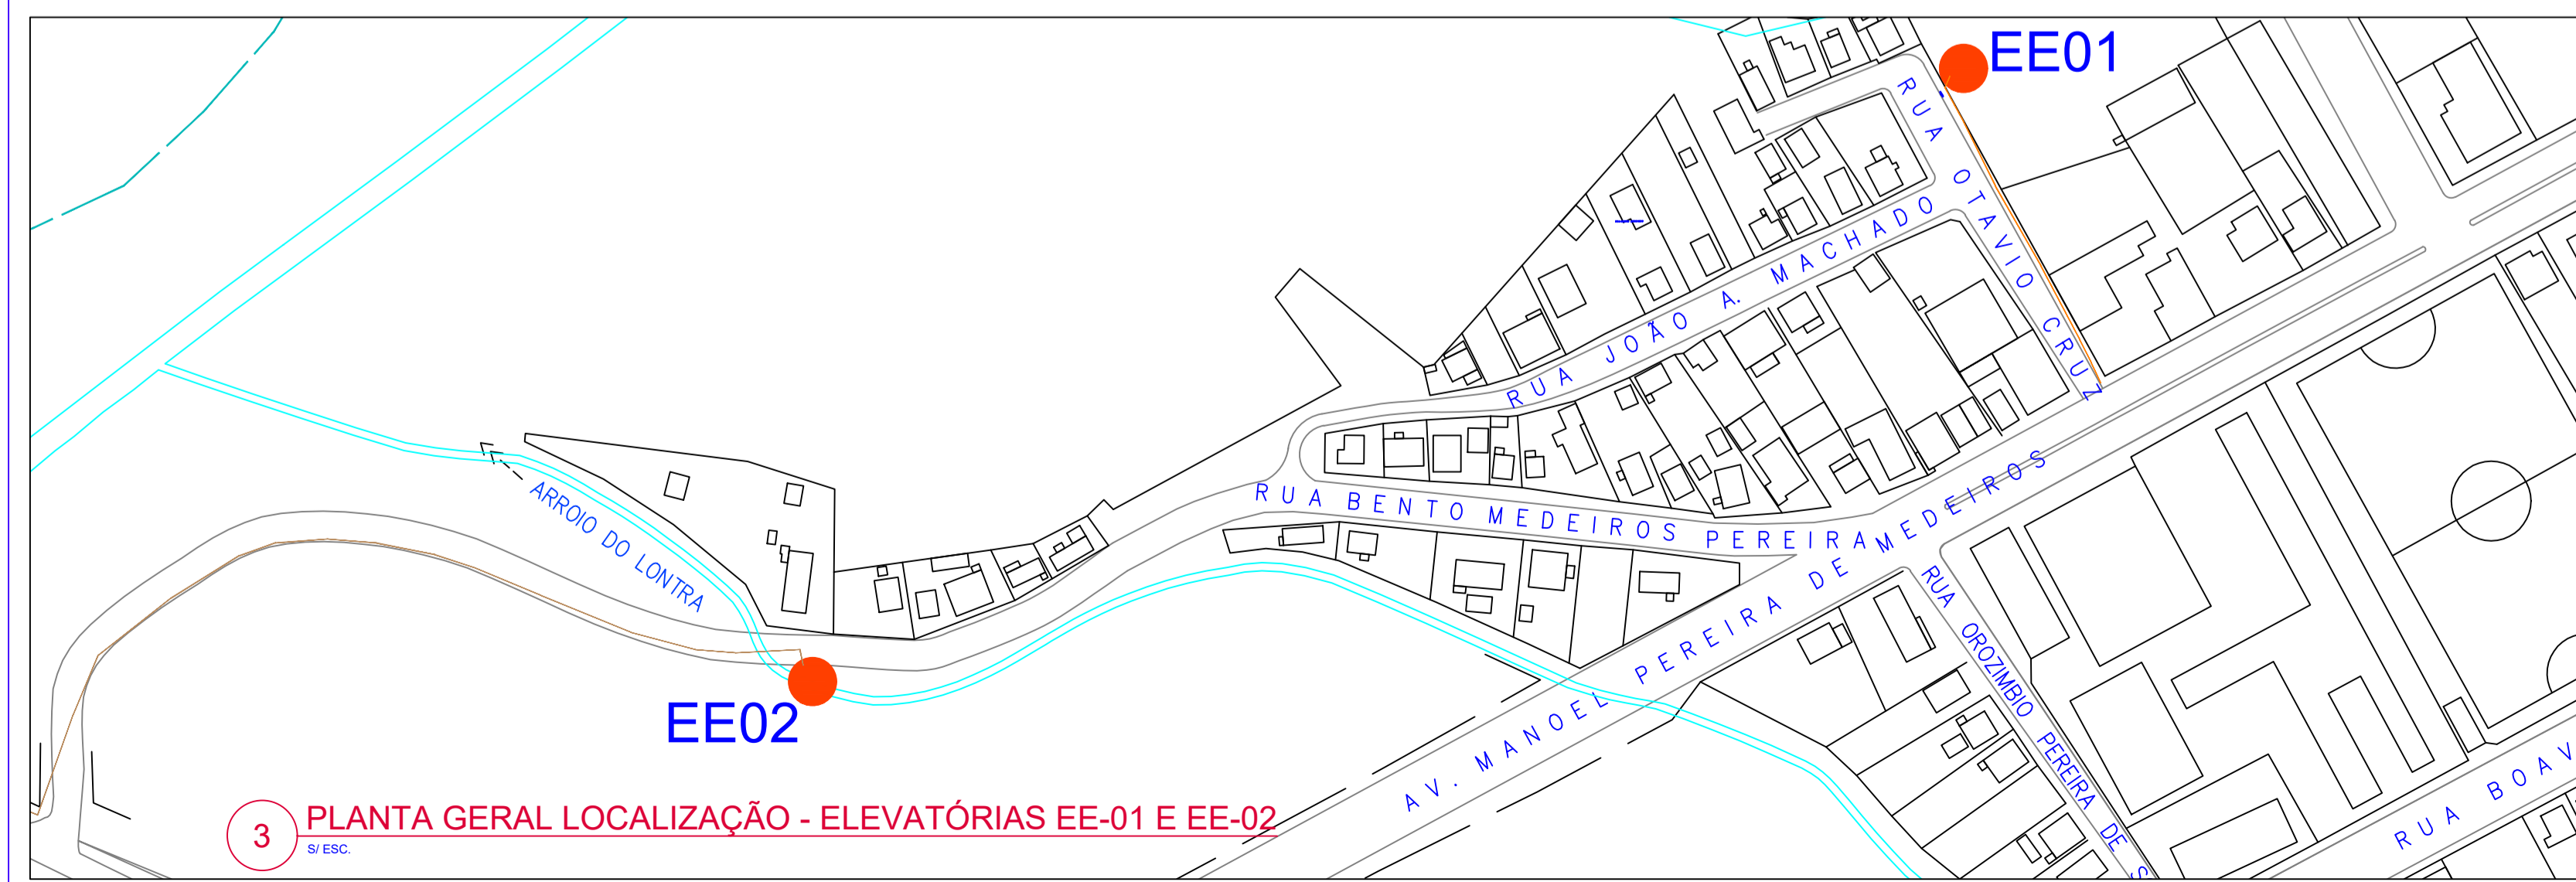 EE01
RUA OTAVIO CRUZ
RUA JOÃO A. MACHADO
RUA BENTO MEDEIROS PEREIRA
ARROIO DO LONTRA
AV. MANOEL PEREIRA DE MEDEIROS
RUA OROZIMBIO PEREIRA DE S
RUA BOAV
EE02
3 PLANTA GERAL LOCALIZAÇÃO - ELEVATÓRIAS EE-01 E EE-02
S/ ESC.